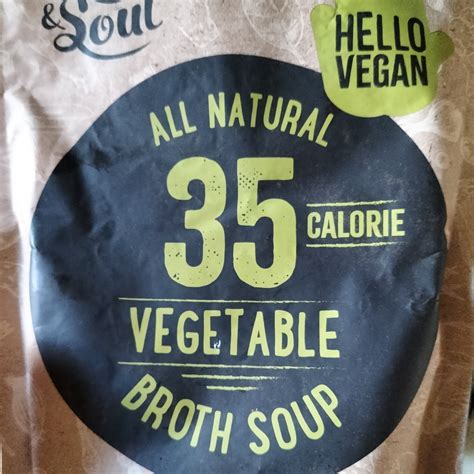 & Soul
HELLO
VEGAN
ALL NATURAL
35
CALORIE
VEGETABLE
BROTH SOUP